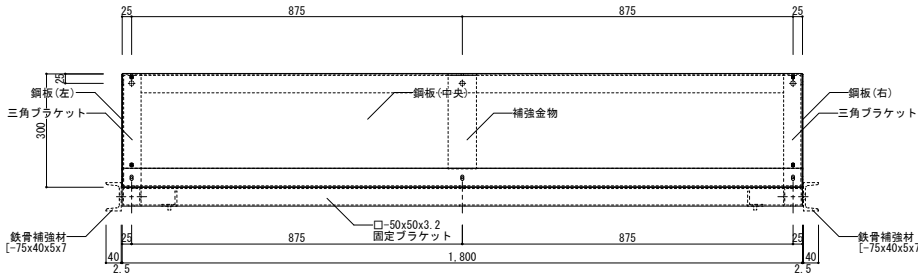 25
875
875
25
25
300
鋼板(左)
三角ブラケット
鋼板(中央)
補強金物
鋼板(右)
三角ブラケット
鉄骨補強材
[-75x40x5x7
□-50x50x3.2
固定ブラケット
鉄骨補強材
[-75x40x5x7
25
875
875
25
40
1,800
40
2.5
2.5